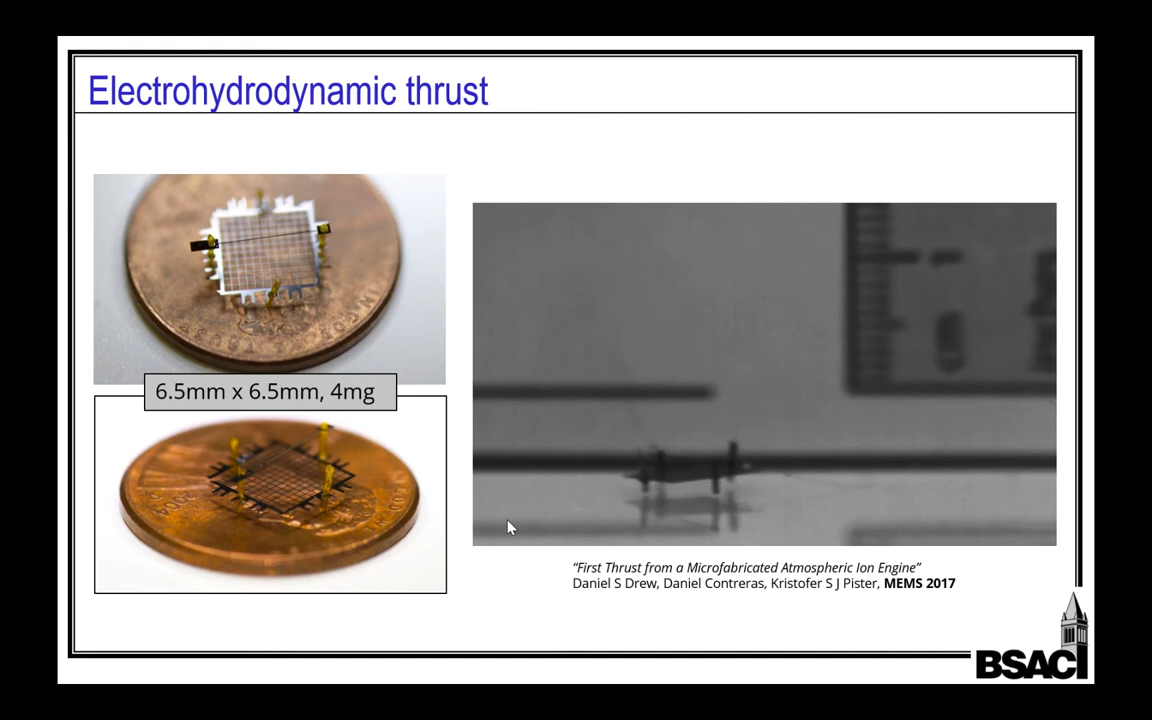 Electrohydrodynamic thrust
6.5mm x 6.5mm, 4mg
2004
“First Thrust from a Microfabricated Atmospheric Ion Engine”
Daniel S Drew, Daniel Contreras, Kristofer S J Pister, MEMS 2017
BSAC